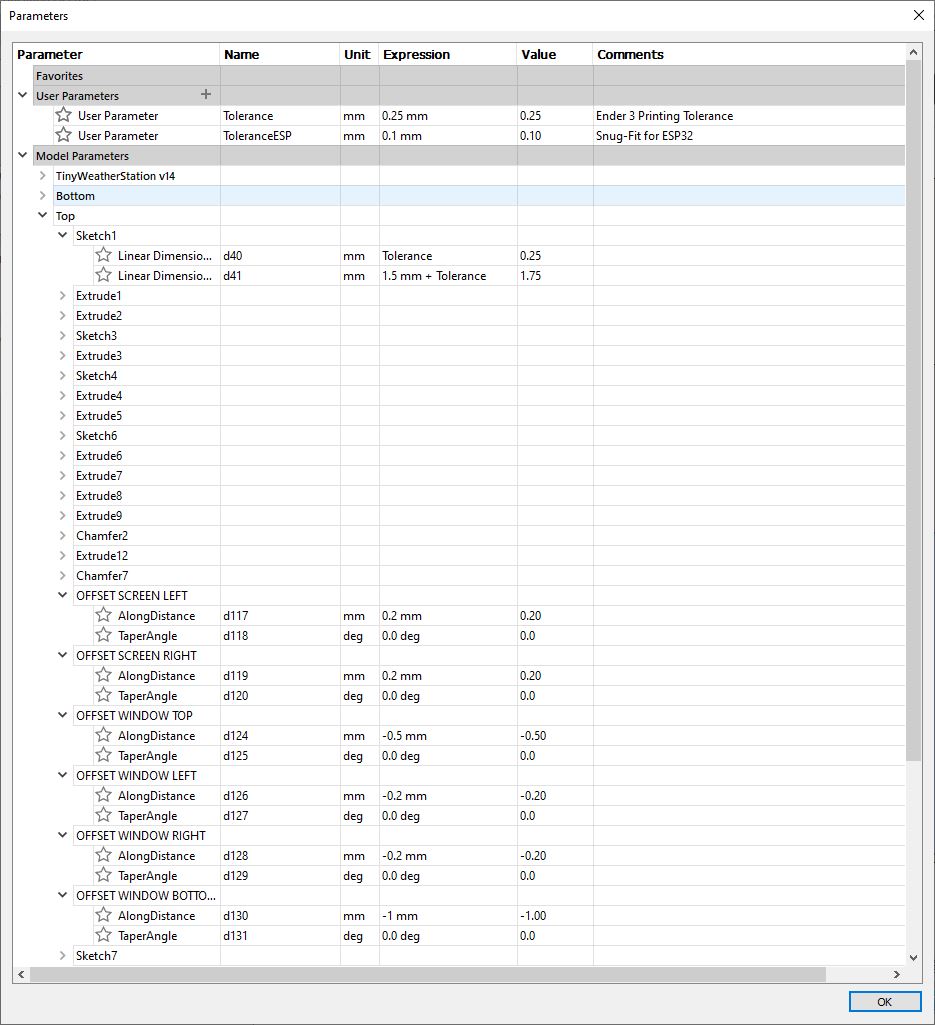 Parameters
Parameter Name Unit Expression Value Comments
Favorites
User Parameters +
User Parameter Tolerance mm 0.25 mm 0.25 Ender 3 Printing Tolerance
User Parameter ToleranceESP mm 0.1 mm 0.10 Snug-Fit for ESP32
Model Parameters
TinyWeatherStation v14
Bottom
Top
Sketch1
Linear Dimensio... d40 mm Tolerance 0.25
Linear Dimensio... d41 mm 1.5 mm + Tolerance 1.75
Extrude1
Extrude2
Sketch3
Extrude3
Sketch4
Extrude4
Extrude5
Sketch6
Extrude6
Extrude7
Extrude8
Extrude9
Chamfer2
Extrude12
Chamfer7
OFFSET SCREEN LEFT
AlongDistance d117 mm 0.2 mm 0.20
TaperAngle d118 deg 0.0 deg 0.0
OFFSET SCREEN RIGHT
AlongDistance d119 mm 0.2 mm 0.20
TaperAngle d120 deg 0.0 deg 0.0
OFFSET WINDOW TOP
AlongDistance d124 mm -0.5 mm -0.50
TaperAngle d125 deg 0.0 deg 0.0
OFFSET WINDOW LEFT
AlongDistance d126 mm -0.2 mm -0.20
TaperAngle d127 deg 0.0 deg 0.0
OFFSET WINDOW RIGHT
AlongDistance d128 mm -0.2 mm -0.20
TaperAngle d129 deg 0.0 deg 0.0
OFFSET WINDOW BOTTO...
AlongDistance d130 mm -1 mm -1.00
TaperAngle d131 deg 0.0 deg 0.0
Sketch7
OK